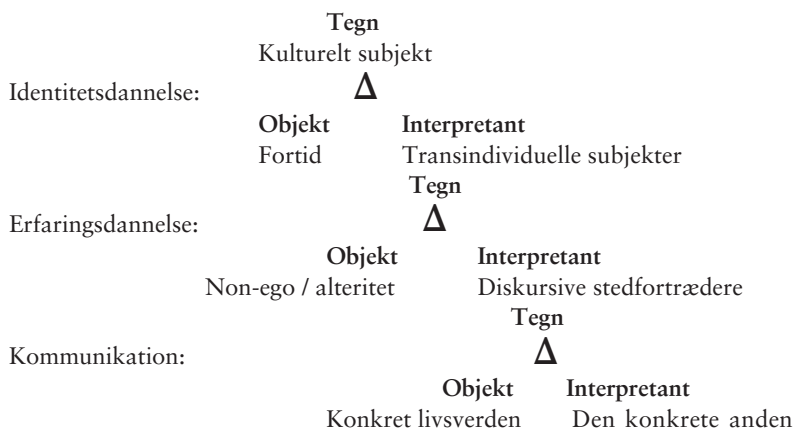 Tegn
Kulturelt subjekt
Identitetsdannelse: Δ
Objekt Interpretant
Fortid Transindividuelle subjekter
Tegn
Erfaringsdannelse: Δ
Objekt Interpretant
Non-ego / alteritet Diskursive stedfortrædere
Tegn
Kommunikation: Δ
Objekt Interpretant
Konkret livsverden Den konkrete anden